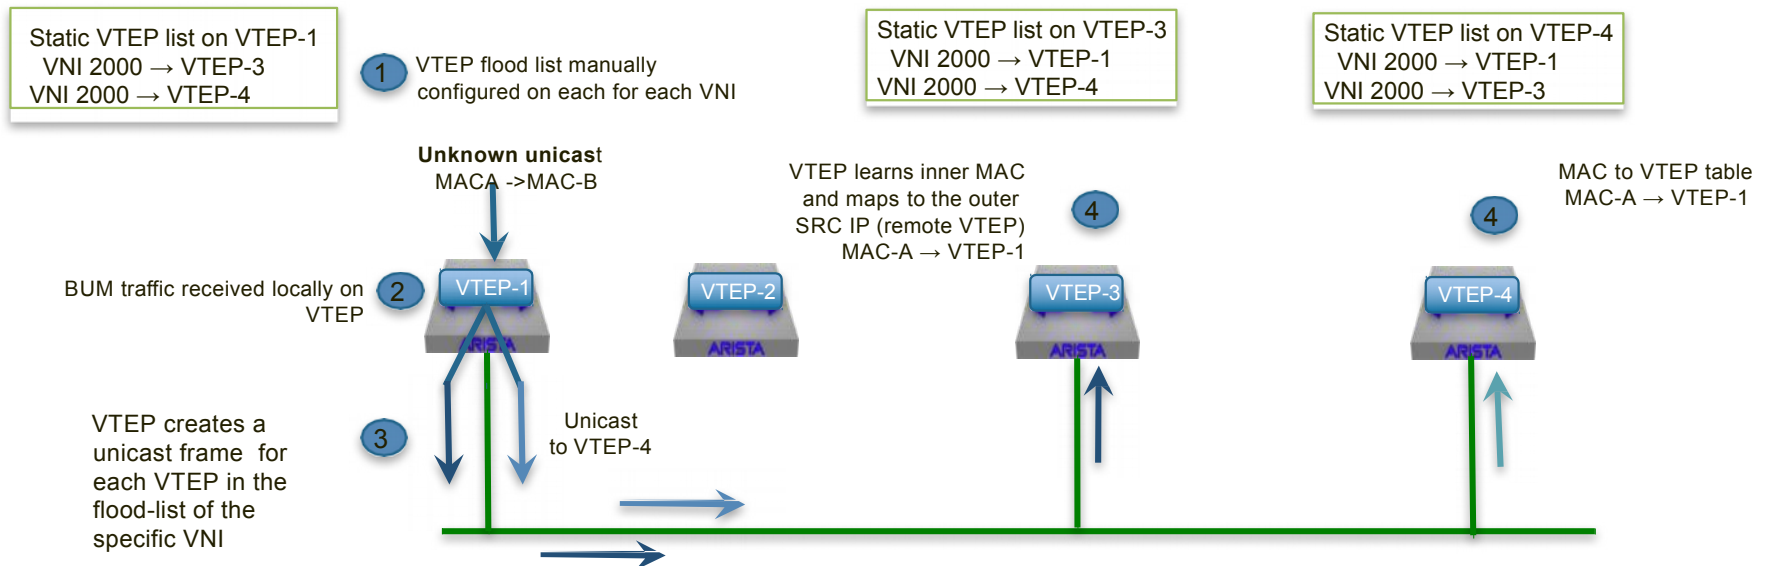 Static VTEP list on VTEP-1
VNI 2000 → VTEP-3
VNI 2000 → VTEP-4
1
VTEP flood list manually
configured on each for each VNI
Static VTEP list on VTEP-3
VNI 2000 → VTEP-1
VNI 2000 → VTEP-4
Static VTEP list on VTEP-4
VNI 2000 → VTEP-1
VNI 2000 → VTEP-3
Unknown unicast
MACA ->MAC-B
VTEP learns inner MAC
and maps to the outer
SRC IP (remote VTEP)
MAC-A → VTEP-1
4
MAC to VTEP table
MAC-A → VTEP-1
4
BUM traffic received locally on
VTEP
2
VTEP-1
ARISTA
VTEP-2
ARISTA
VTEP-3
ARISTA
VTEP-4
ARISTA
VTEP creates a
unicast frame for
each VTEP in the
flood-list of the
specific VNI
3
Unicast
to VTEP-4